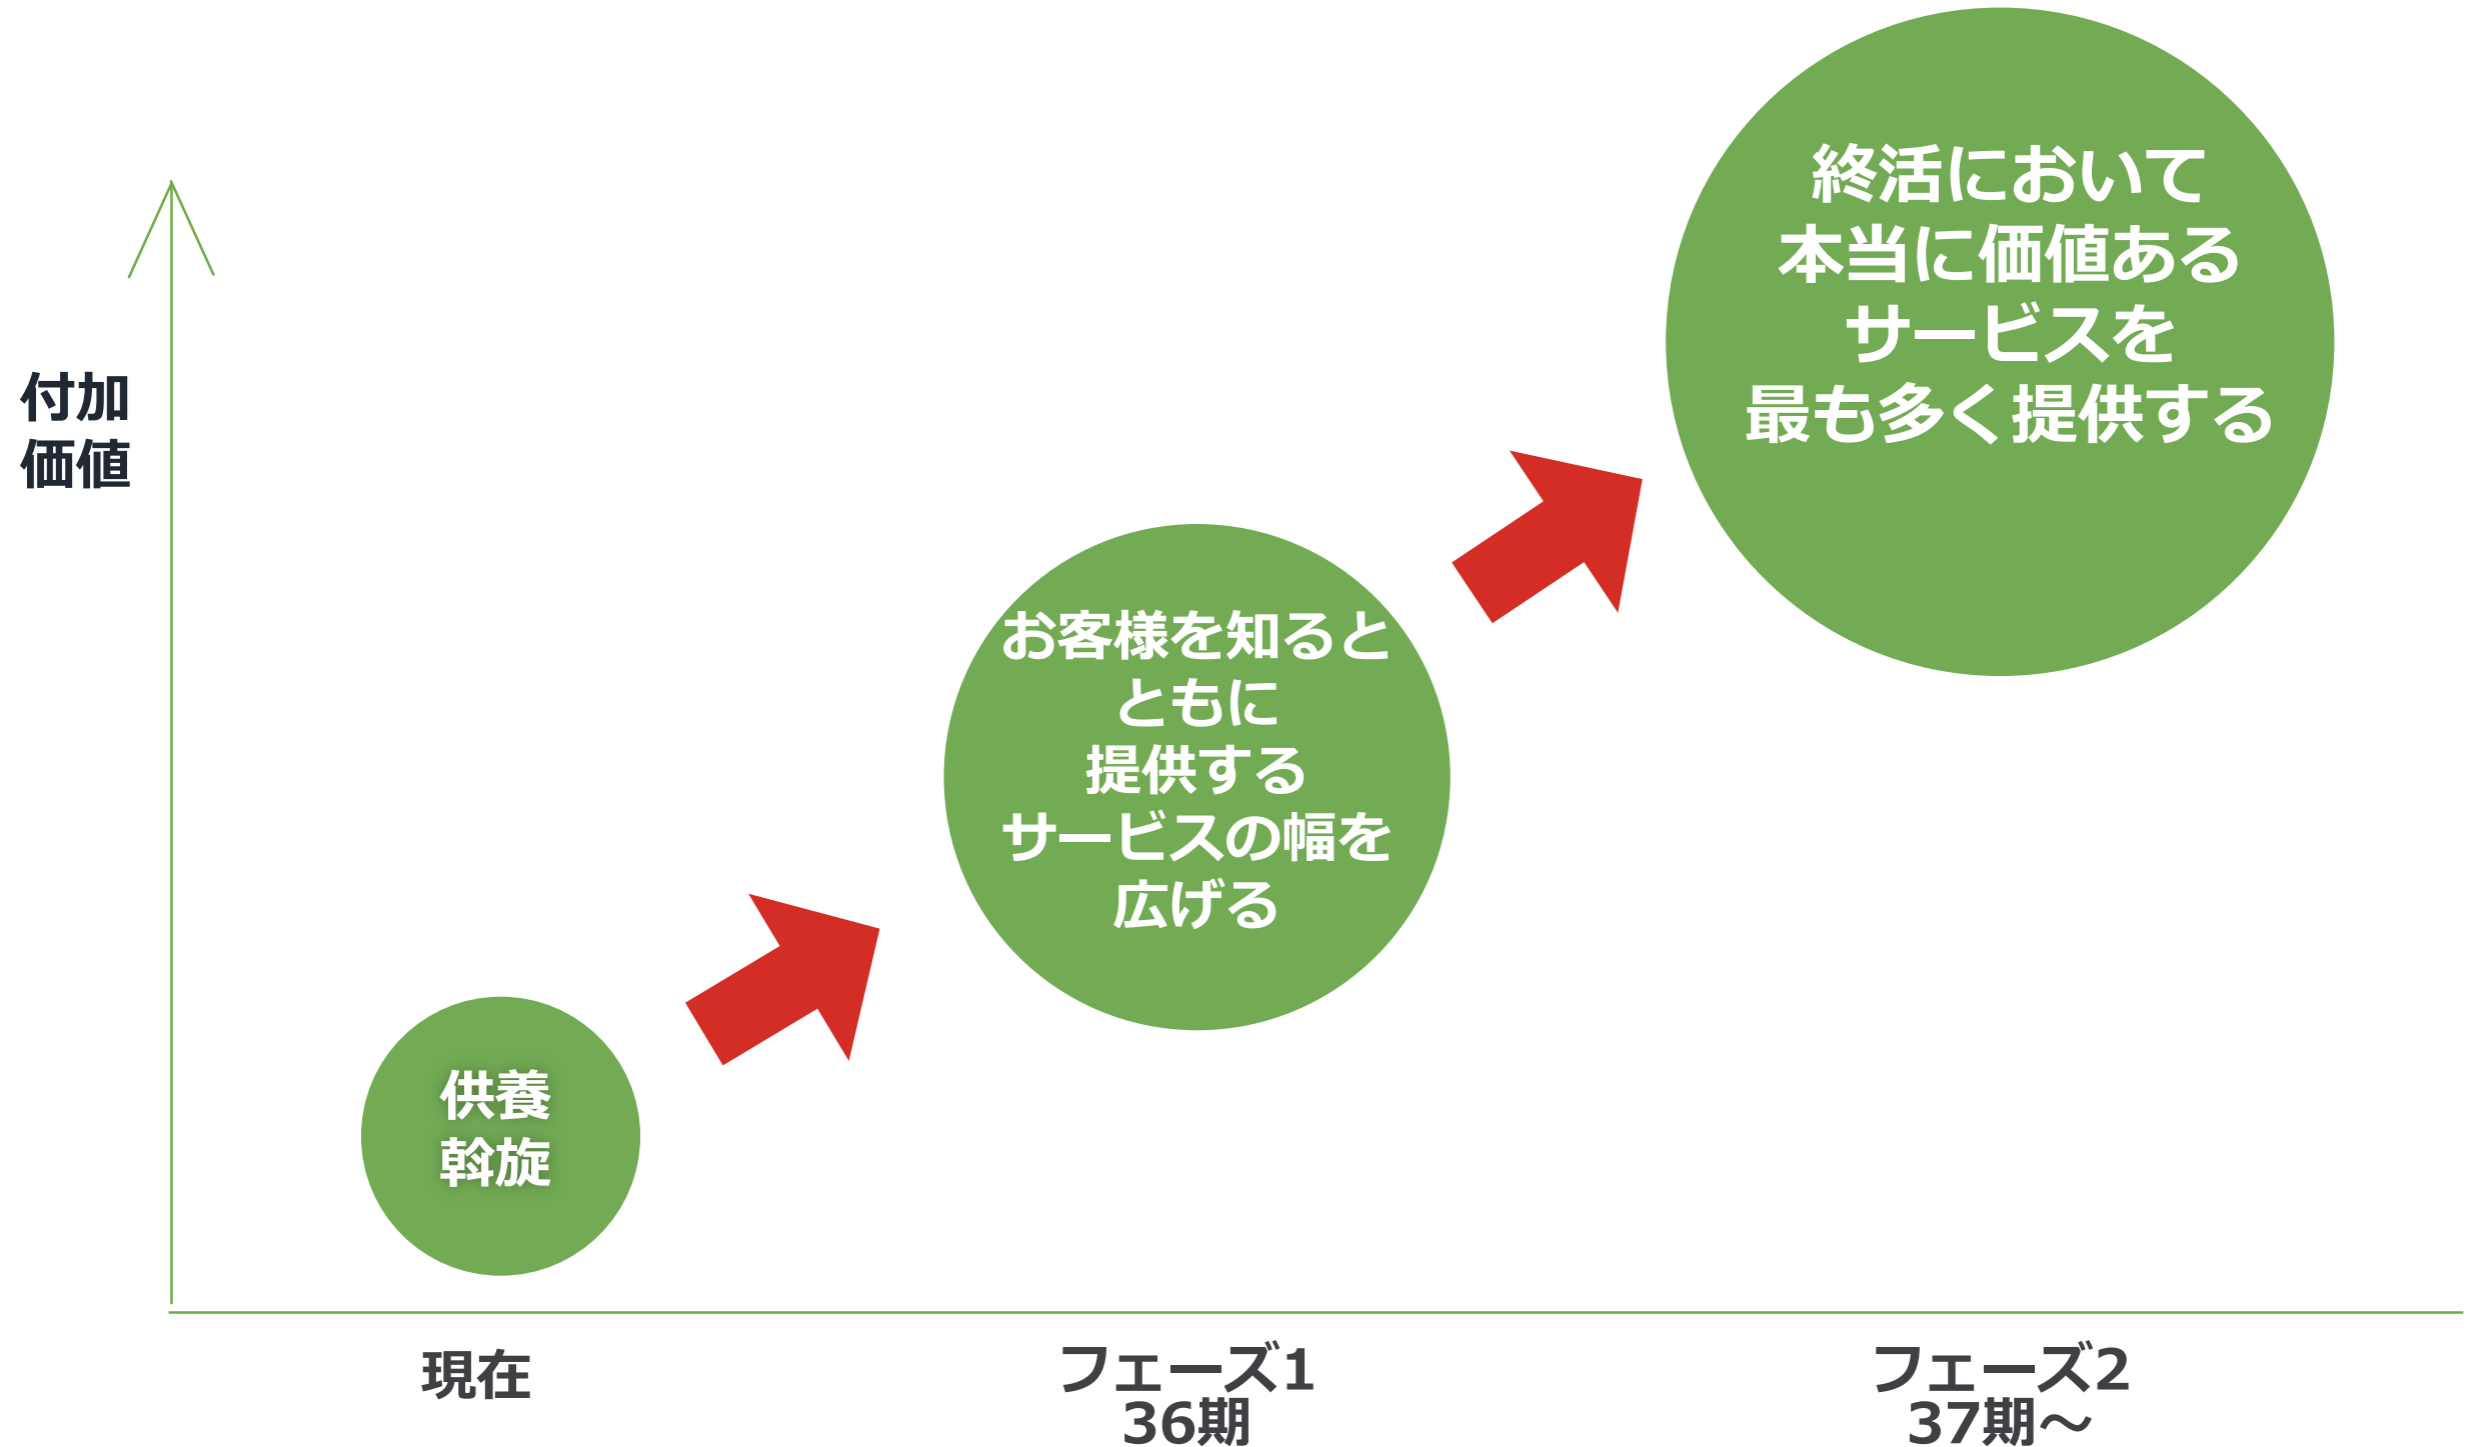 付加
価値
供養
斡旋
お客様を知ると
ともに
提供する
サービスの幅を
広げる
終活において
本当に価値ある
サービスを
最も多く提供する
現在
フェーズ1
36期
フェーズ2
37期～